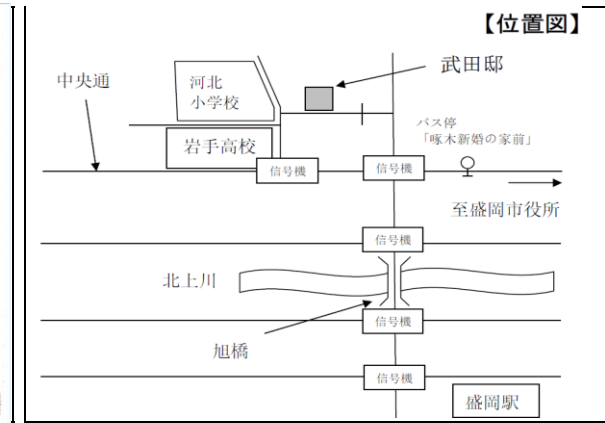 【位置図】
武田邸
中央通
河北
小学校
バス停
「啄木新婚の家前」
岩手高校
信号機
信号機
至盛岡市役所
信号機
北上川
信号機
旭橋
信号機
盛岡駅